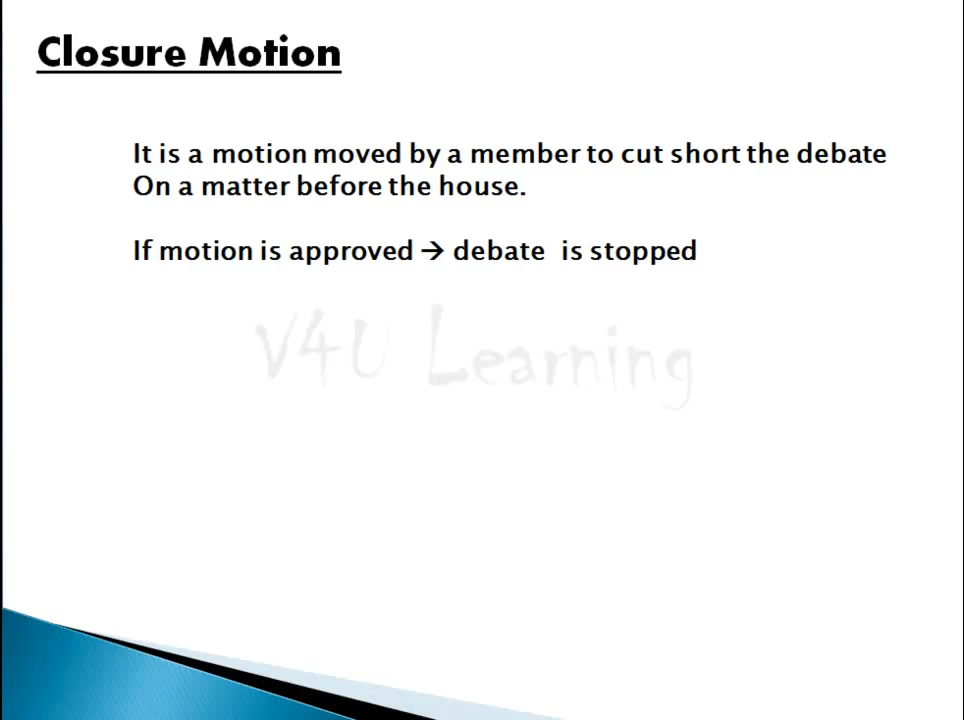 Closure Motion
It is a motion moved by a member to cut short the debate
On a matter before the house.
If motion is approved → debate is stopped
V4U Learning